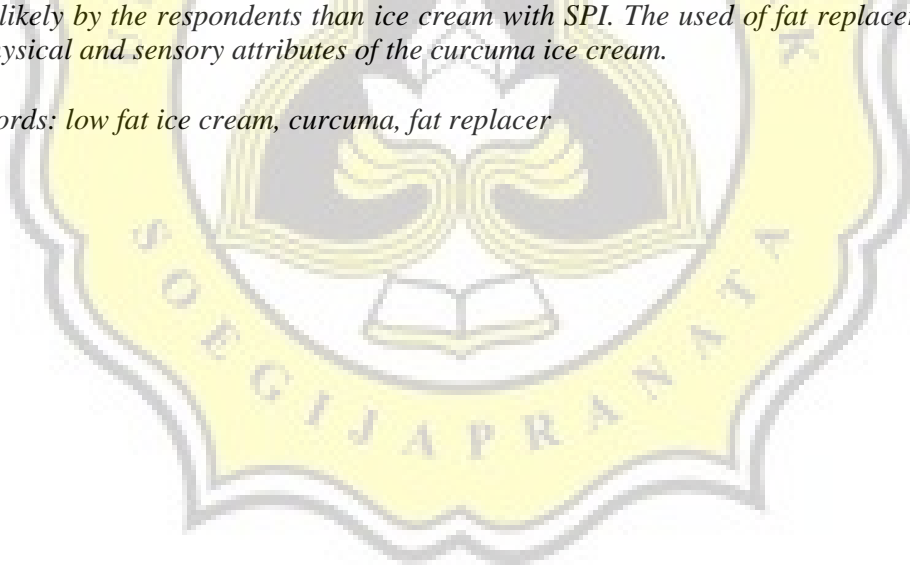 likely by the respondents than ice cream with SPI. The used of fat replacer
ysical and sensory attributes of the curcuma ice cream.
ords: low fat ice cream, curcuma, fat replacer
SOEGIJAPRANATA
K